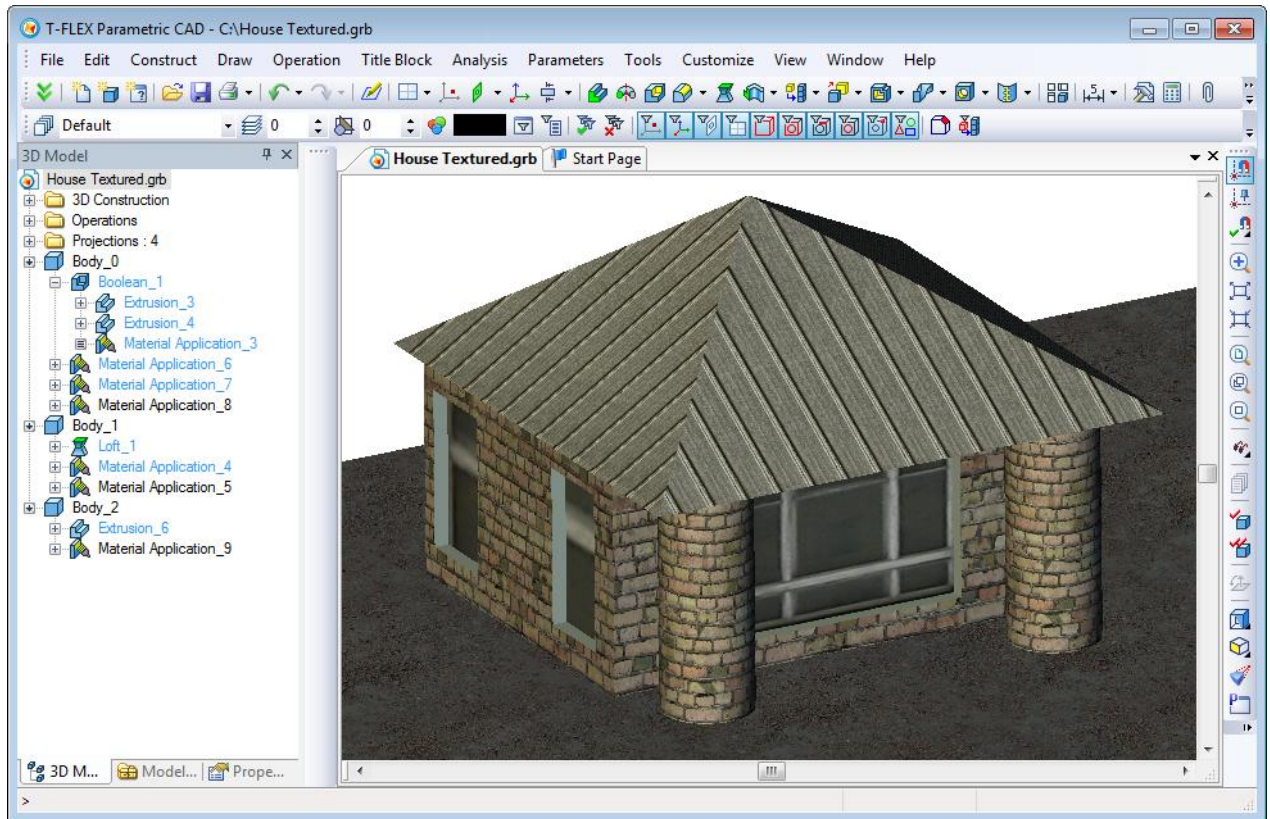 T-FLEX Parametric CAD - C:\House Textured.grb
File Edit Construct Draw Operation Title Block Analysis Parameters Tools Customize View Window Help
Default 0 0
3D Model
House Textured.grb Start Page
House Textured.grb
3D Construction
Operations
Projections : 4
Body_0
Boolean_1
Extrusion_3
Extrusion_4
Material Application_3
Material Application_6
Material Application_7
Material Application_8
Body_1
Loft_1
Material Application_4
Material Application_5
Body_2
Extrusion_6
Material Application_9
3D M... Model... Prope...
>